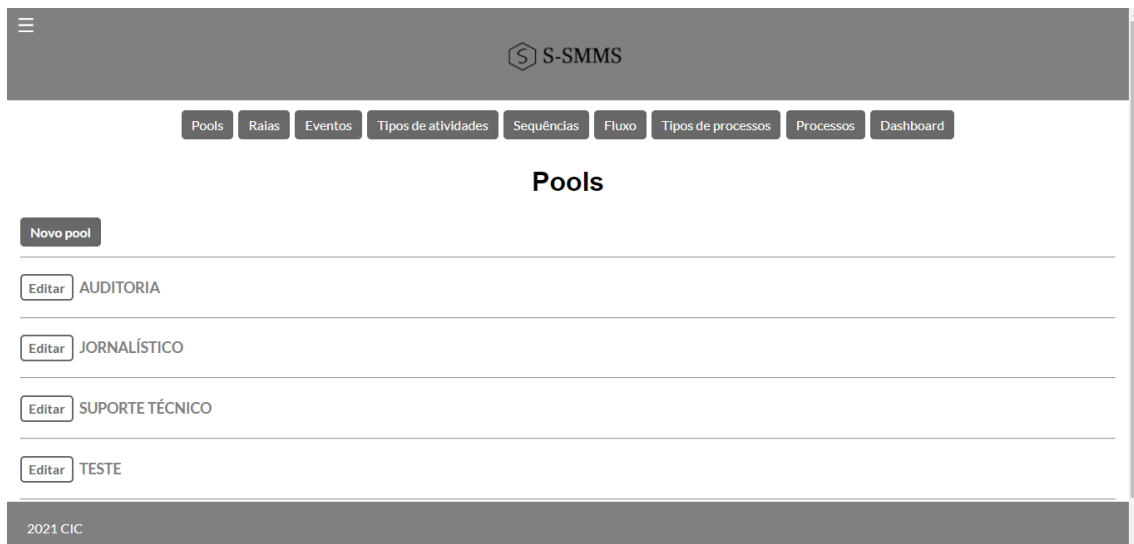 ☰
S S-SMMS
Pools Raias Eventos Tipos de atividades Sequências Fluxo Tipos de processos Processos Dashboard
Pools
Novo pool
Editar AUDITORIA
Editar JORNALÍSTICO
Editar SUPORTE TÉCNICO
Editar TESTE
2021 CIC